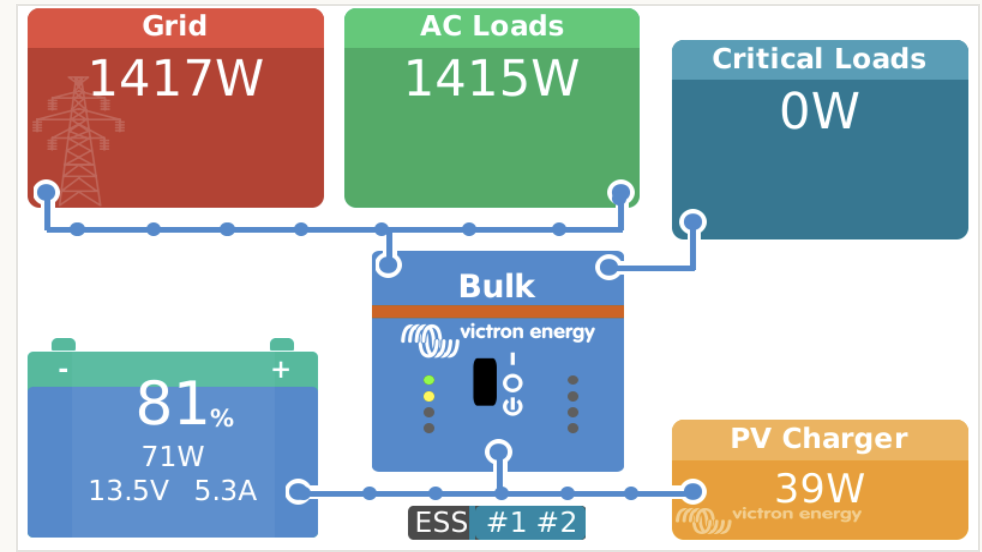 Grid
1417W
AC Loads
1415W
Critical Loads
0W
Bulk
victron energy
- +
81%
71W
13.5V 5.3A
PV Charger
39W
victron energy
ESS #1 #2